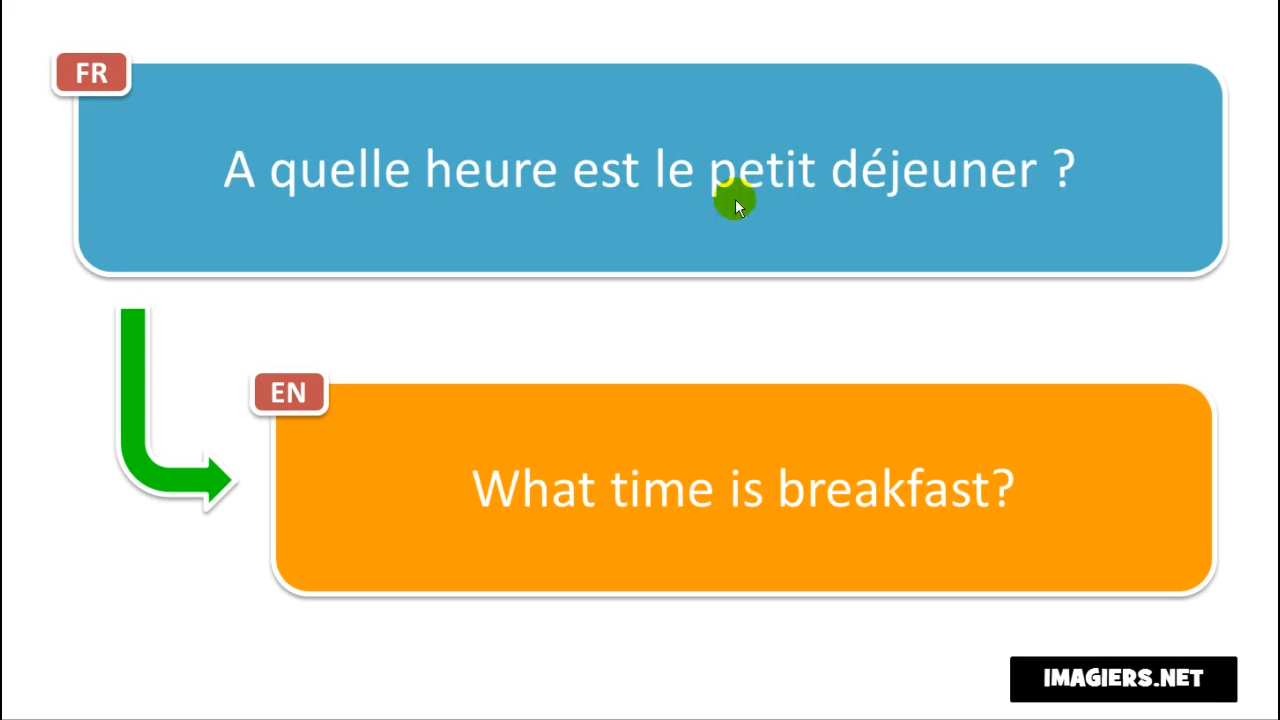 FR
A quelle heure est le petit déjeuner ?
EN
What time is breakfast?
IMAGIERS.NET